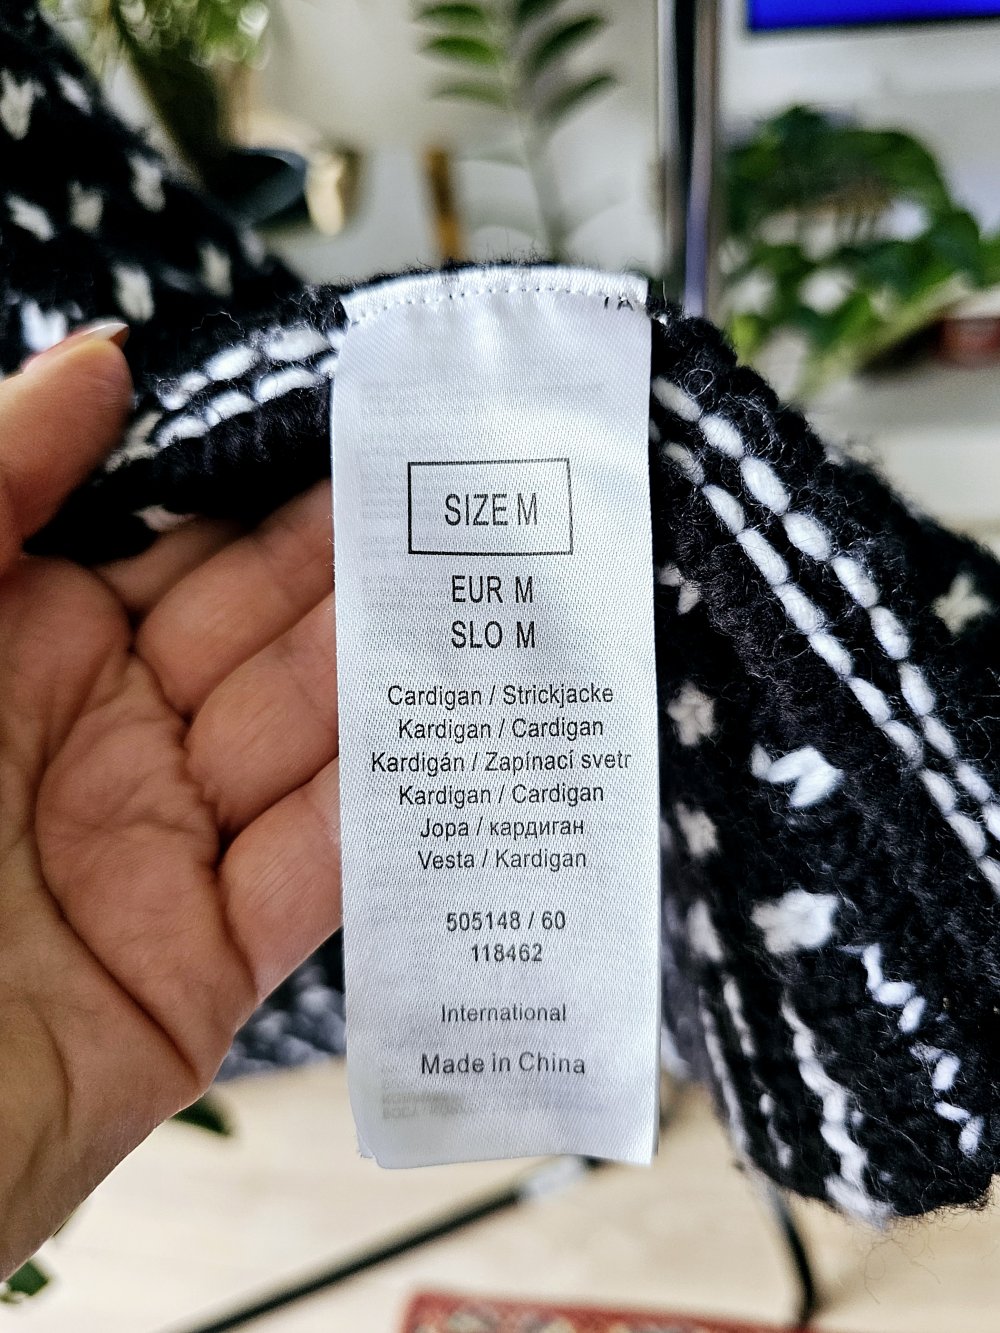 SIZE M
EUR M
SLO M
Cardigan / Strickjacke
Kardigan / Cardigan
Kardigán / Zapínací svetr
Kardigan / Cardigan
Jopa / кардиган
Vesta / Kardigan
505148 / 60
118462
International
Made in China